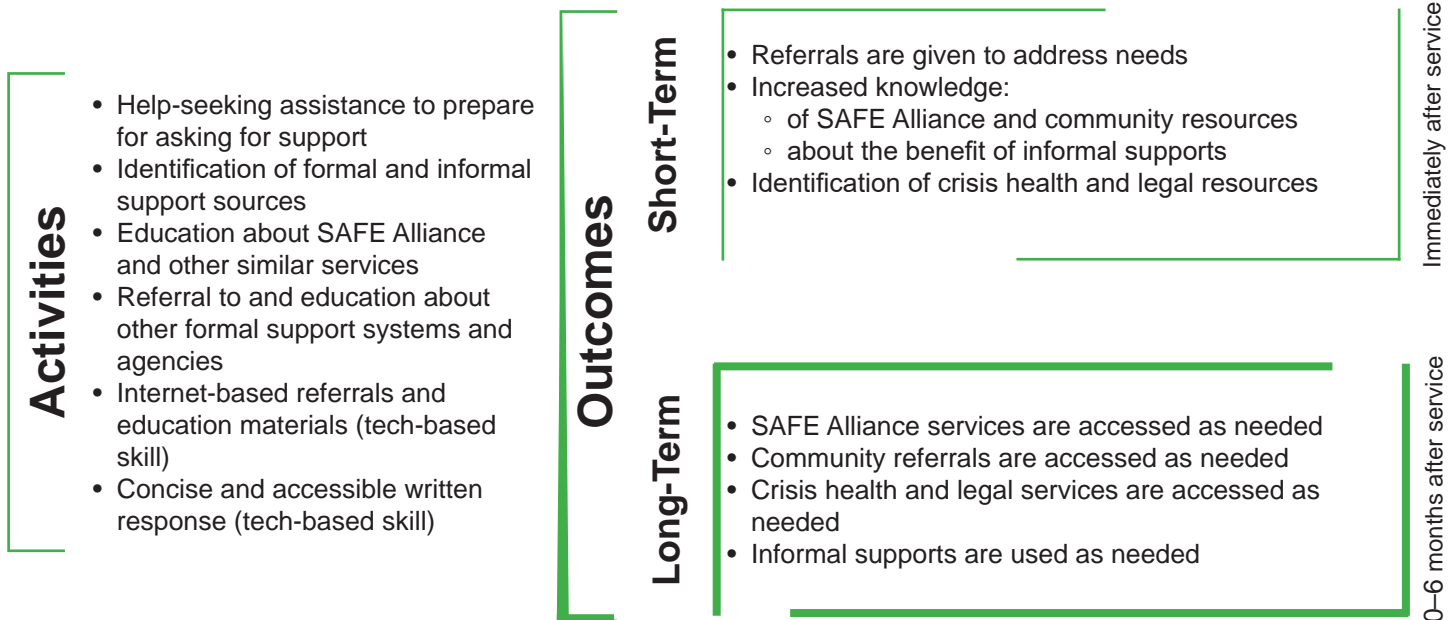 Activities
• Help-seeking assistance to prepare
for asking for support
• Identification of formal and informal
support sources
• Education about SAFE Alliance
and other similar services
• Referral to and education about
other formal support systems and
agencies
• Internet-based referrals and
education materials (tech-based
skill)
• Concise and accessible written
response (tech-based skill)
Outcomes
Short-Term
• Referrals are given to address needs
• Increased knowledge:
◦ of SAFE Alliance and community resources
◦ about the benefit of informal supports
• Identification of crisis health and legal resources
Immediately after service
Long-Term
• SAFE Alliance services are accessed as needed
• Community referrals are accessed as needed
• Crisis health and legal services are accessed as
needed
• Informal supports are used as needed
0–6 months after service